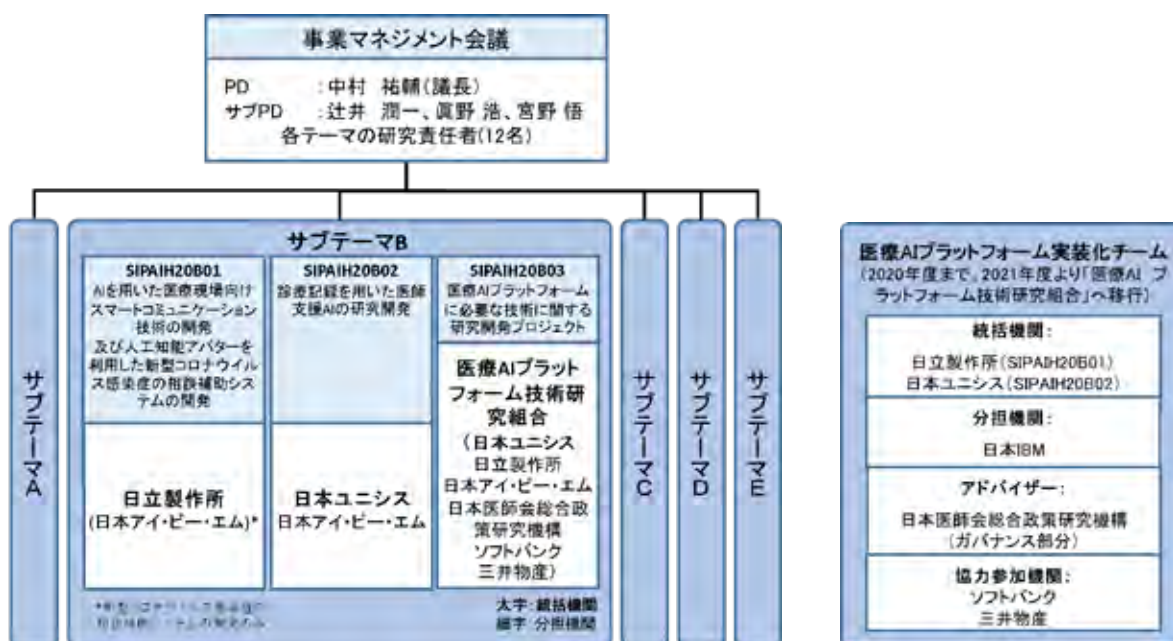 事業マネジメント会議
PD :中村 祐輔(議長)
サブPD :辻井 潤一、眞野 浩、宮野 悟
各テーマの研究責任者(12名)
サブテーマA
サブテーマB
SIPAIH20B01
AIを用いた医療現場向け
スマートコミュニケーション
技術の開発
及び人工知能アバターを
利用した新型コロナウイル
ス感染症の相談補助シス
テムの開発
日立製作所
(日本アイ・ビー・エム)*
SIPAIH20B02
診療記録を用いた医師
支援AIの研究開発
日本ユニシス
日本アイ・ビー・エム
SIPAIH20B03
医療AIプラットフォーム
に必要な技術に関する
研究開発プロジェクト
医療AIプラット
フォーム技術研
究組合
(日本ユニシス
日立製作所
日本アイ・ビー・エム
日本医師会総合政
策研究機構
ソフトバンク
三井物産)
太字:統括機関
細字:分担機関
サブテーマC
サブテーマD
サブテーマE
医療AIプラットフォーム実装化チーム
(2020年度まで、2021年度より「医療AI プ
ラットフォーム技術研究組合」へ移行)
統括機関:
日立製作所(SIPAIH20B01)
日本ユニシス(SIPAIH20B02)
分担機関:
日本IBM
アドバイザー:
日本医師会総合政策研究機構
(ガバナンス部分)
協力参加機関:
ソフトバンク
三井物産